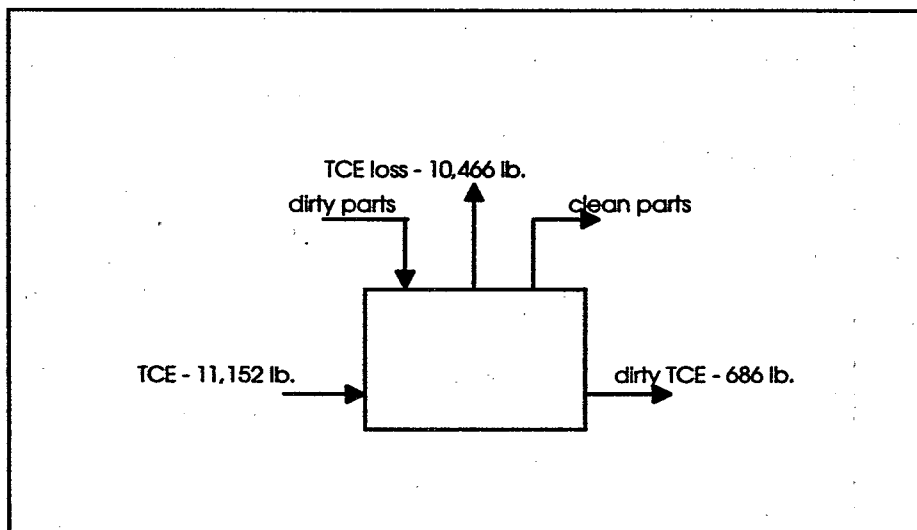 TCE loss - 10,466 lb.
dirty parts
clean parts
TCE - 11,152 lb.
dirty TCE - 686 lb.